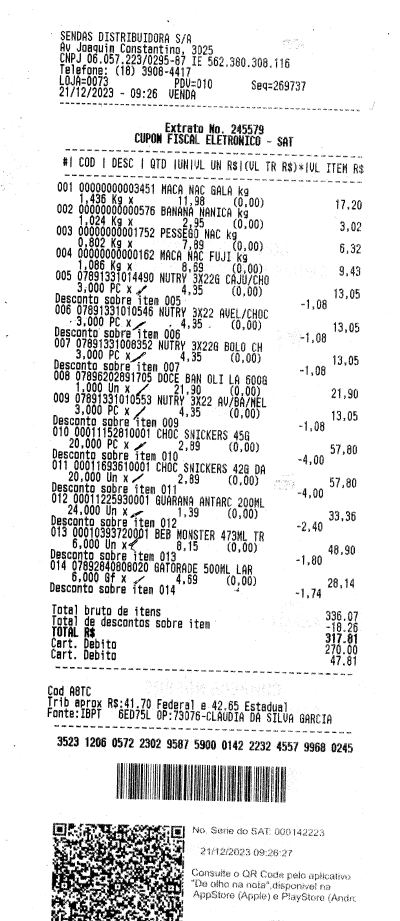 SENDAS DISTRIBUIDORA S/A
Av Joaquim Constantino, 3025
CNPJ 06.057.223/0295-87 IE 562.380.308.116
Telefone: (18) 3908-4417
LOJA=0073 PDV=010 Seq=269737
21/12/2023 - 09:26 VENDA
Extrato No. 245579
CUPOM FISCAL ELETRONICO - SAT
#| COD | DESC | QTD |UN|VL UN R$|(VL TR R$)*|VL ITEM R$
001 00000000003451 MACA NAC GALA kg
1,436 Kg x 11,98 (0,00) 17,20
002 00000000000576 BANANA NANICA kg
1,024 Kg x 2,95 (0,00) 3,02
003 00000000001752 PESSEGO NAC kg
0,802 Kg x 7,89 (0,00) 6,32
004 00000000000162 MACA NAC FUJI kg
1,086 Kg x 8,69 (0,00) 9,43
005 07891331014490 NUTRY 3X22G CAJU/CHO
3,000 PC x 4,35 (0,00) 13,05
Desconto sobre item 005 -1,08
006 07891331010546 NUTRY 3X22 AVEL/CHOC
3,000 PC x 4,35 (0,00) 13,05
Desconto sobre item 006 -1,08
007 07891331008352 NUTRY 3X22G BOLO CH
3,000 PC x 4,35 (0,00) 13,05
Desconto sobre item 007 -1,08
008 07896202891705 DOCE BAN OLI LA 600G
1,000 Un x 21,90 (0,00) 21,90
009 07891331010553 NUTRY 3X22 AV/BA/MEL
3,000 PC x 4,35 (0,00) 13,05
Desconto sobre item 009 -1,08
010 00011152810001 CHOC SNICKERS 45G
20,000 PC x 2,89 (0,00) 57,80
Desconto sobre item 010 -4,00
011 00011693610001 CHOC SNICKERS 42G DA
20,000 Un x 2,89 (0,00) 57,80
Desconto sobre item 011 -4,00
012 00011225930001 GUARANA ANTARC 200ML
24,000 Un x 1,39 (0,00) 33,36
Desconto sobre item 012 -2,40
013 00010393720001 BEB MONSTER 473ML TR
6,000 Un x 8,15 (0,00) 48,90
Desconto sobre item 013 -1,80
014 07892840808020 GATORADE 500ML LAR
6,000 Gf x 4,69 (0,00) 28,14
Desconto sobre item 014 -1,74
Total bruto de itens 336.07
Total de descontos sobre item -18.26
TOTAL R$ 317.81
Cart. Debito 270.00
Cart. Debito 47.81
Cod A8TC
Trib aprox R$:41.70 Federal e 42.65 Estadual
Fonte:IBPT 6ED75L OP:73076-CLAUDIA DA SILVA GARCIA
3523 1206 0572 2302 9587 5900 0142 2232 4557 9968 0245
No. Serie do SAT: 000142223
21/12/2023 09:26:27
Consulte o QR Code pelo aplicativo
"De olho na nota",disponivel na
AppStore (Apple) e PlayStore (Andr